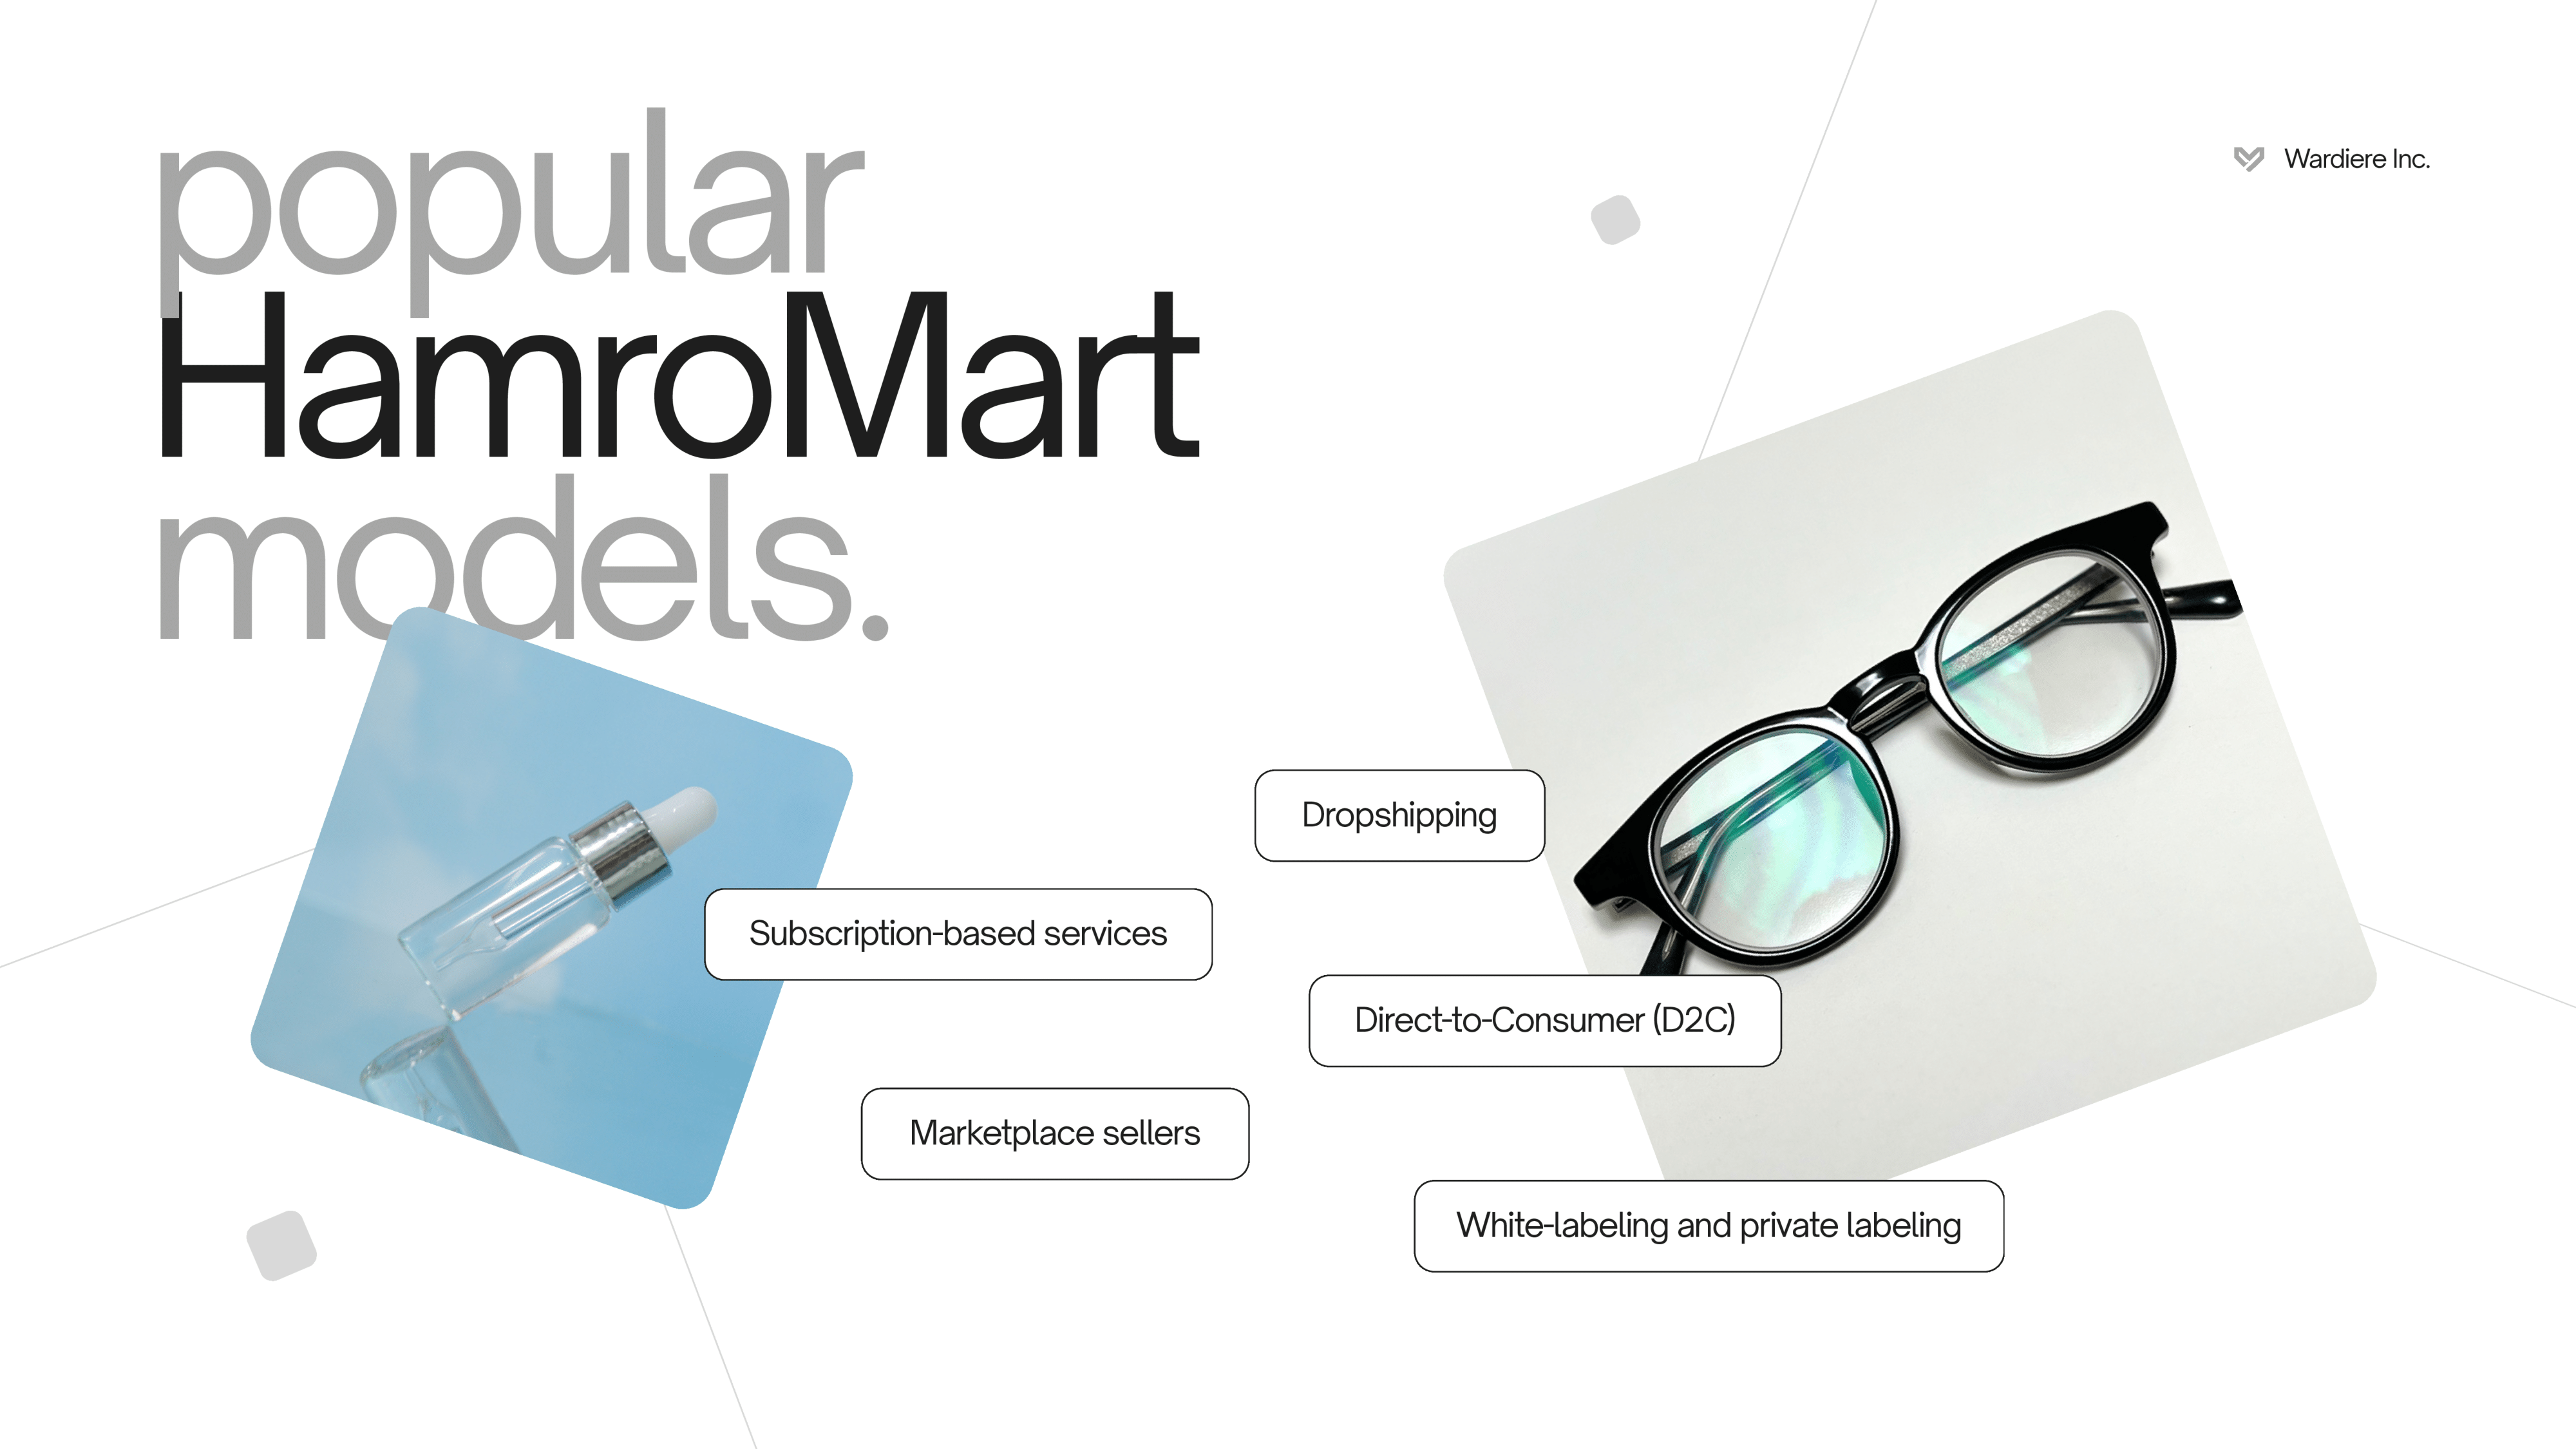 popular
HamroMart
models.
Wardiere Inc.
Dropshipping
Subscription-based services
Direct-to-Consumer (D2C)
Marketplace sellers
White-labeling and private labeling